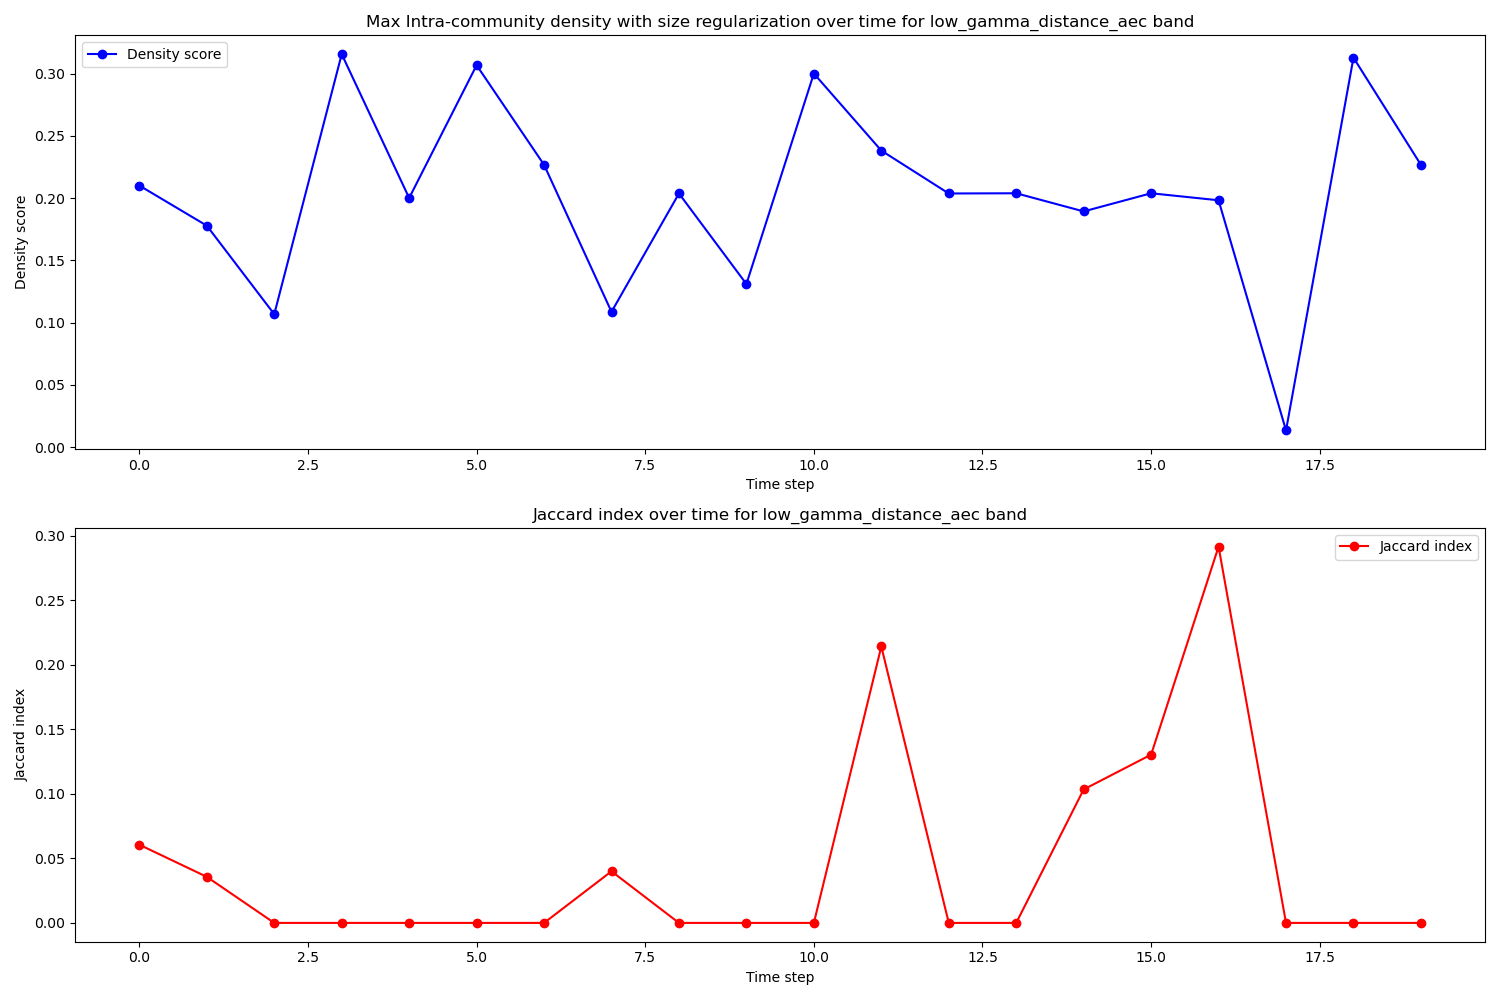 Max Intra-community density with size regularization over time for low_gamma_distance_aec band
Density score
0.30
0.25
0.20
0.15
0.10
0.05
0.00
Density score
0.0 2.5 5.0 7.5 10.0 12.5 15.0 17.5
Time step
Jaccard index over time for low_gamma_distance_aec band
Jaccard index
0.30
0.25
0.20
0.15
0.10
0.05
0.00
Jaccard index
0.0 2.5 5.0 7.5 10.0 12.5 15.0 17.5
Time step